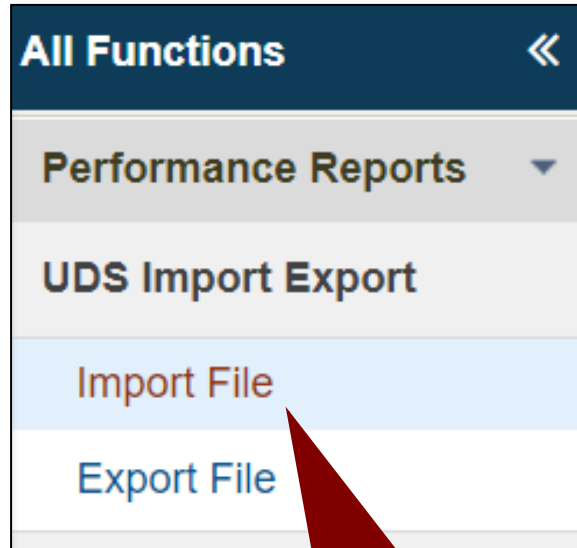 All Functions
Performance Reports
UDS Import Export
Import File
Export File